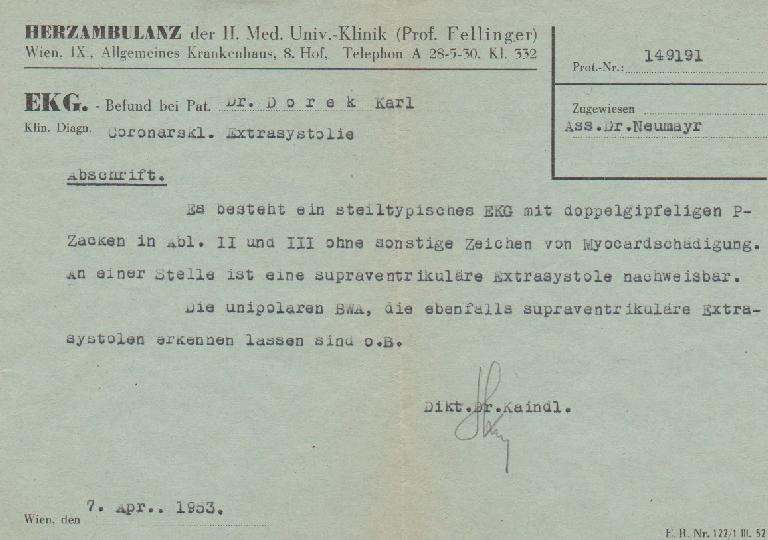 HERZAMBULANZ der II. Med. Univ.-Klinik (Prof. Fellinger)
Wien, IX., Allgemeines Krankenhaus, 8. Hof, Telephon A 28-5-30, Kl. 332
Prot.-Nr.: 149191
EKG. - Befund bei Pat. Dr. D o r e k Karl
Zugewiesen
Ass.Dr.Neumayr
Klin. Diagn. Coronarskl. Extrasystolie
Abschrift.
Es besteht ein steiltypisches EKG mit doppelgipfeligen P-
Zacken in Abl. II und III ohne sonstige Zeichen von Myocardschädigung.
An einer Stelle ist eine supraventrikuläre Extrasystole nachweisbar.
Die unipolaren BWA, die ebenfalls supraventrikuläre Extra-
systolen erkennen lassen sind o.B.
Dikt.Dr.Kaindl.
Wien, den 7. Apr.. 1953.
F. H. Nr. 122/1 III. 52